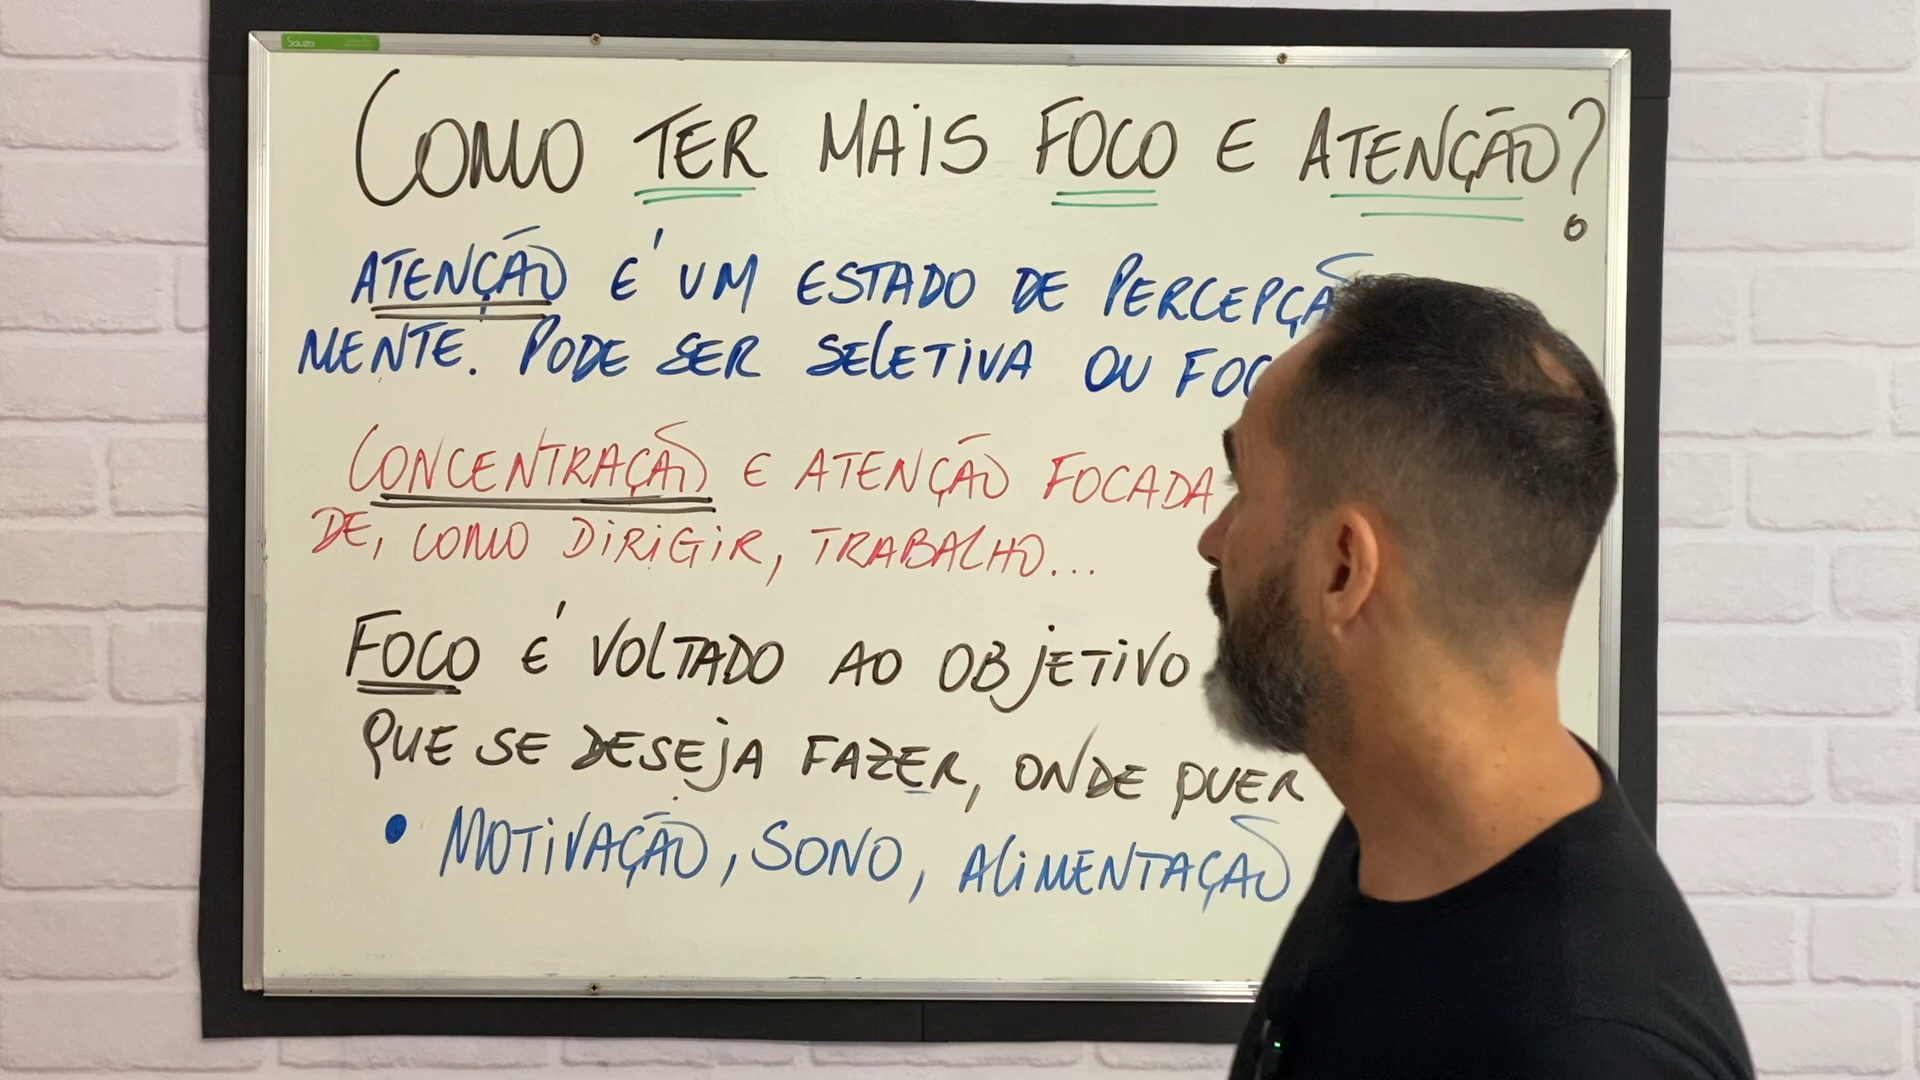 Souza
COMO TER MAIS FOCO E ATENÇÃO?
ATENÇÃO É UM ESTADO DE PERCEPÇÃ
MENTE. PODE SER SELETIVA OU FOC
CONCENTRAÇÃO E ATENÇÃO FOCADA
DE, COMO DIRIGIR, TRABALHO...
FOCO É VOLTADO AO OBJETIVO
QUE SE DESEJA FAZER, ONDE QUER
• MOTIVAÇÃO, SONO, ALIMENTAÇÃO